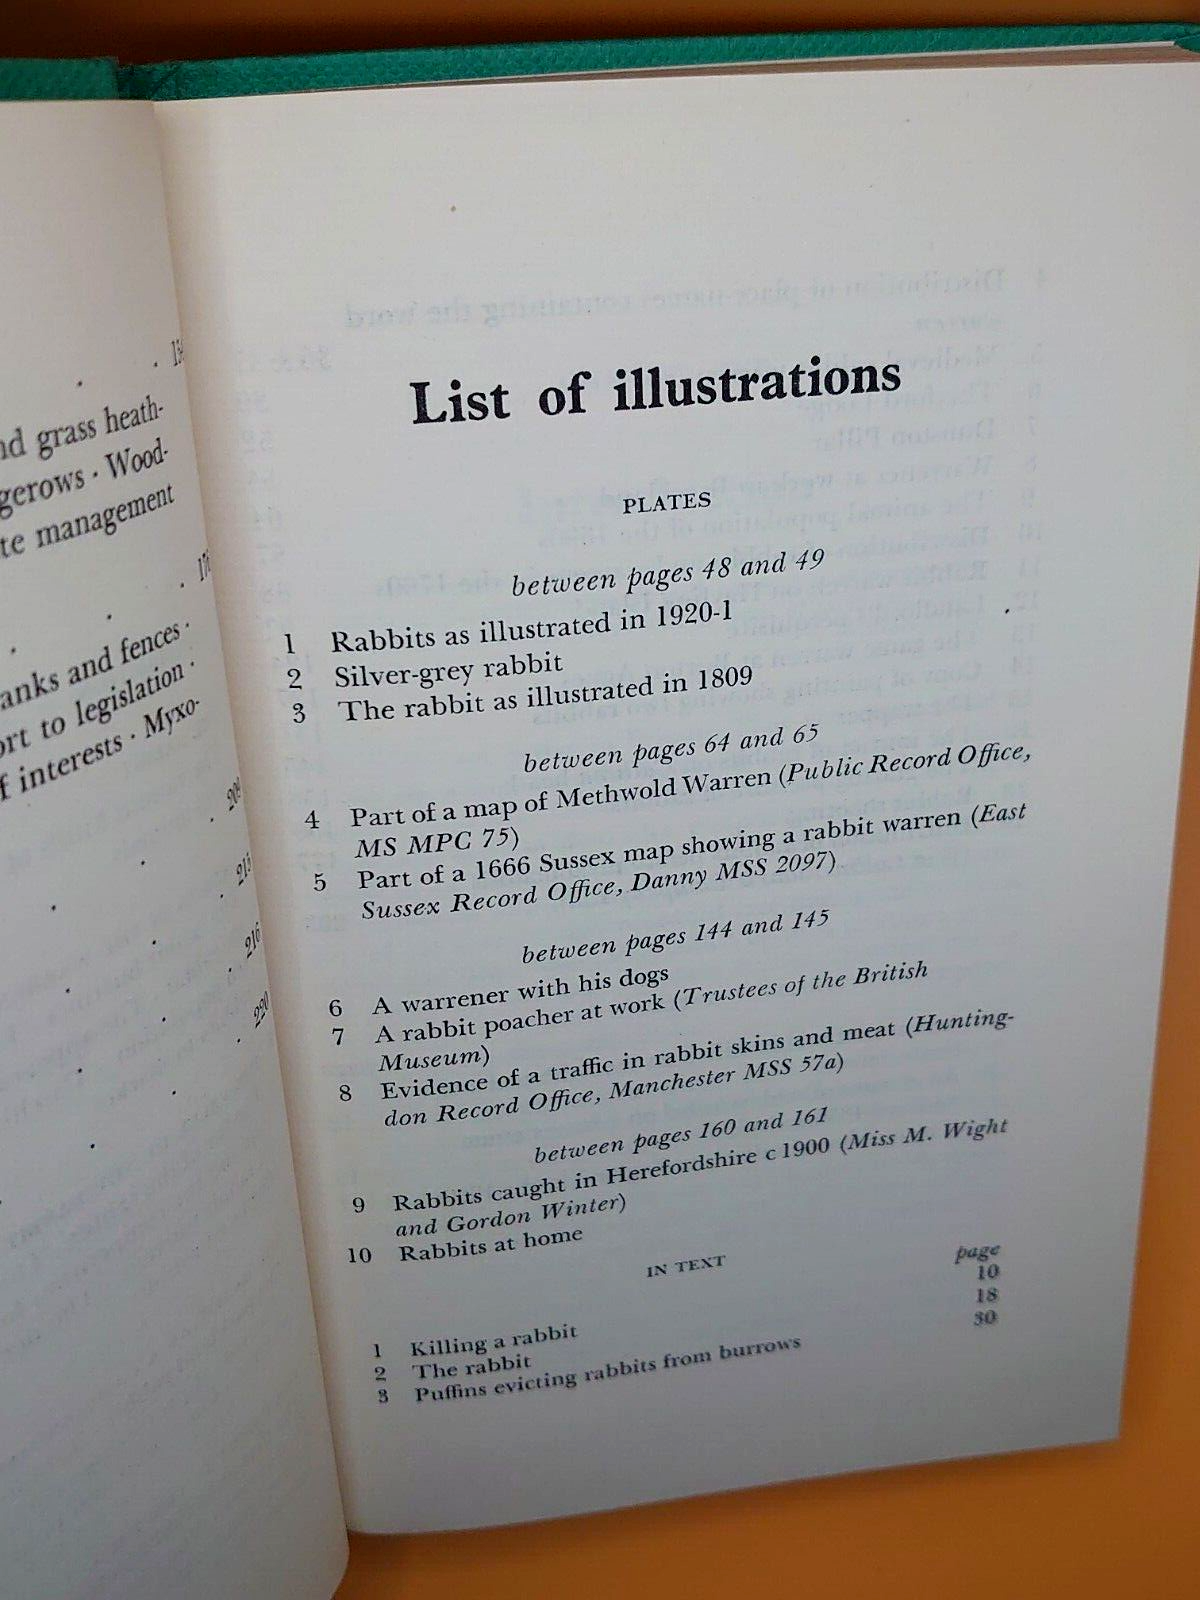 nd grass heath-
gerows · Wood-
te management
anks and fences ·
ort to legislation ·
f interests · Myxo-
209
215
216
220
List of illustrations
PLATES
between pages 48 and 49
1 Rabbits as illustrated in 1920-1
2 Silver-grey rabbit
3 The rabbit as illustrated in 1809
between pages 64 and 65
4 Part of a map of Methwold Warren (Public Record Office,
MS MPC 75)
5 Part of a 1666 Sussex map showing a rabbit warren (East
Sussex Record Office, Danny MSS 2097)
between pages 144 and 145
6 A warrener with his dogs
7 A rabbit poacher at work (Trustees of the British
Museum)
8 Evidence of a traffic in rabbit skins and meat (Hunting-
don Record Office, Manchester MSS 57a)
between pages 160 and 161
9 Rabbits caught in Herefordshire c 1900 (Miss M. Wight
and Gordon Winter)
10 Rabbits at home
IN TEXT
page
1 Killing a rabbit 10
2 The rabbit 18
3 Puffins evicting rabbits from burrows 30